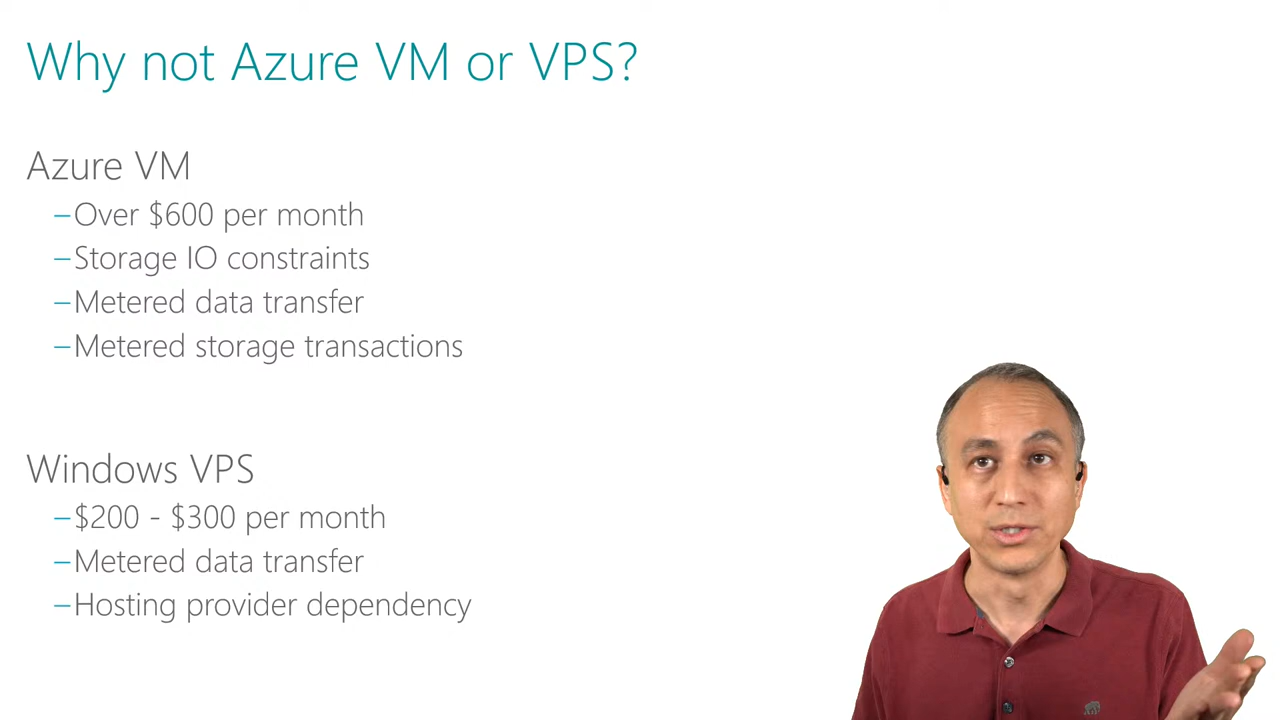 Why not Azure VM or VPS?
Azure VM
–Over $600 per month
–Storage IO constraints
–Metered data transfer
–Metered storage transactions
Windows VPS
–$200 - $300 per month
–Metered data transfer
–Hosting provider dependency